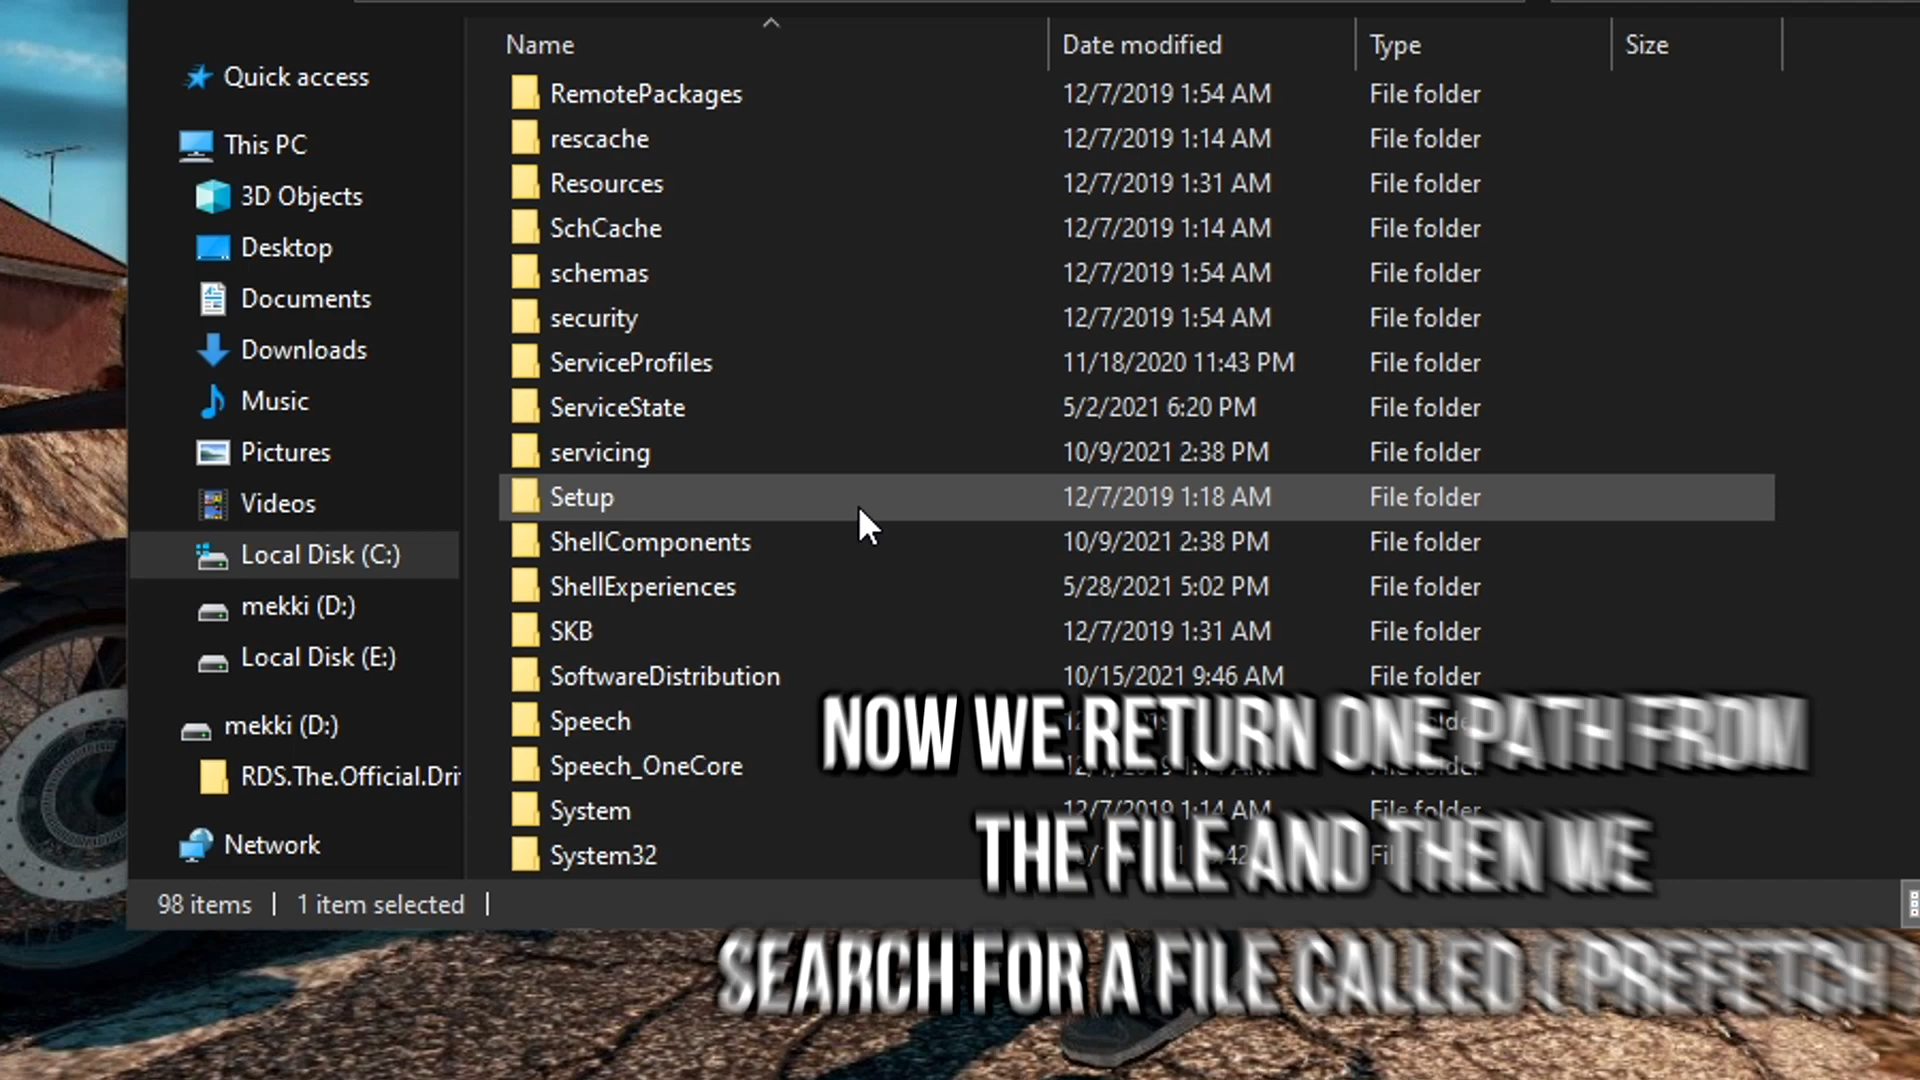 Name Date modified Type Size
Quick access
This PC
3D Objects
Desktop
Documents
Downloads
Music
Pictures
Videos
Local Disk (C:)
mekki (D:)
Local Disk (E:)
mekki (D:)
RDS.The.Official.Dri
Network
RemotePackages 12/7/2019 1:54 AM File folder
rescache 12/7/2019 1:14 AM File folder
Resources 12/7/2019 1:31 AM File folder
SchCache 12/7/2019 1:14 AM File folder
schemas 12/7/2019 1:54 AM File folder
security 12/7/2019 1:54 AM File folder
ServiceProfiles 11/18/2020 11:43 PM File folder
ServiceState 5/2/2021 6:20 PM File folder
servicing 10/9/2021 2:38 PM File folder
Setup 12/7/2019 1:18 AM File folder
ShellComponents 10/9/2021 2:38 PM File folder
ShellExperiences 5/28/2021 5:02 PM File folder
SKB 12/7/2019 1:31 AM File folder
SoftwareDistribution 10/15/2021 9:46 AM File folder
Speech
Speech_OneCore
System 12/7/2019 1:14 AM File folder
System32
98 items 1 item selected
NOW WE RETURN ONE PATH FROM
THE FILE AND THEN WE
SEARCH FOR A FILE CALLED ( PREFETCH